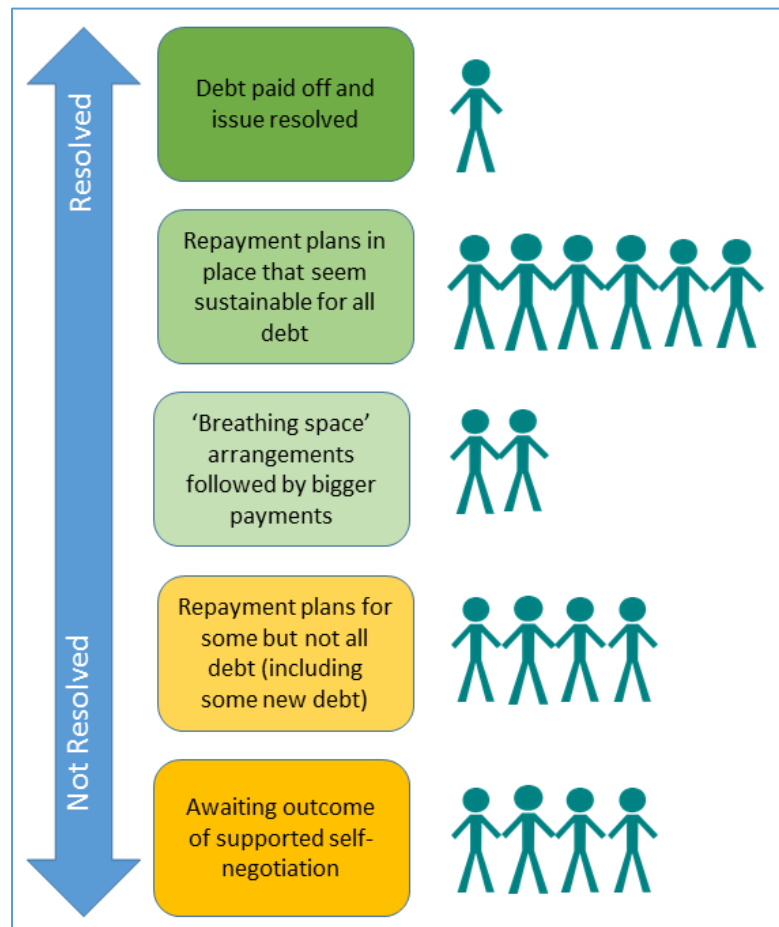 Resolved
Debt paid off and
issue resolved
Repayment plans in
place that seem
sustainable for all
debt
‘Breathing space’
arrangements
followed by bigger
payments
Not Resolved
Repayment plans for
some but not all
debt (including
some new debt)
Awaiting outcome
of supported self-
negotiation